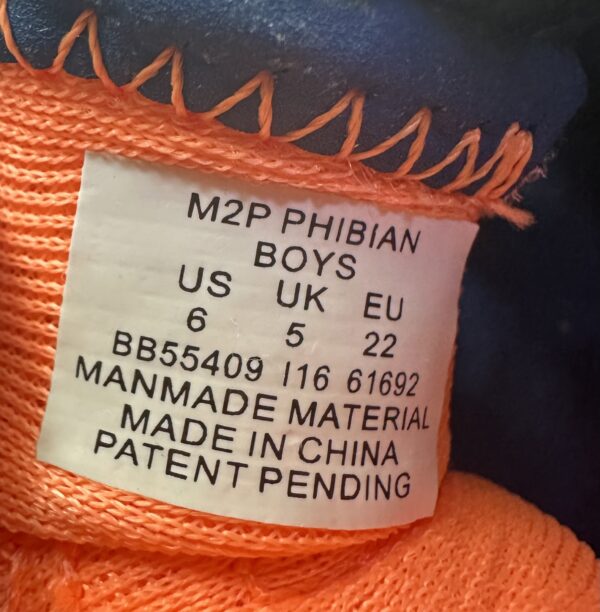 M2P PHIBIAN
BOYS
US UK EU
6 5 22
BB55409 I16 61692
MANMADE MATERIAL
MADE IN CHINA
PATENT PENDING